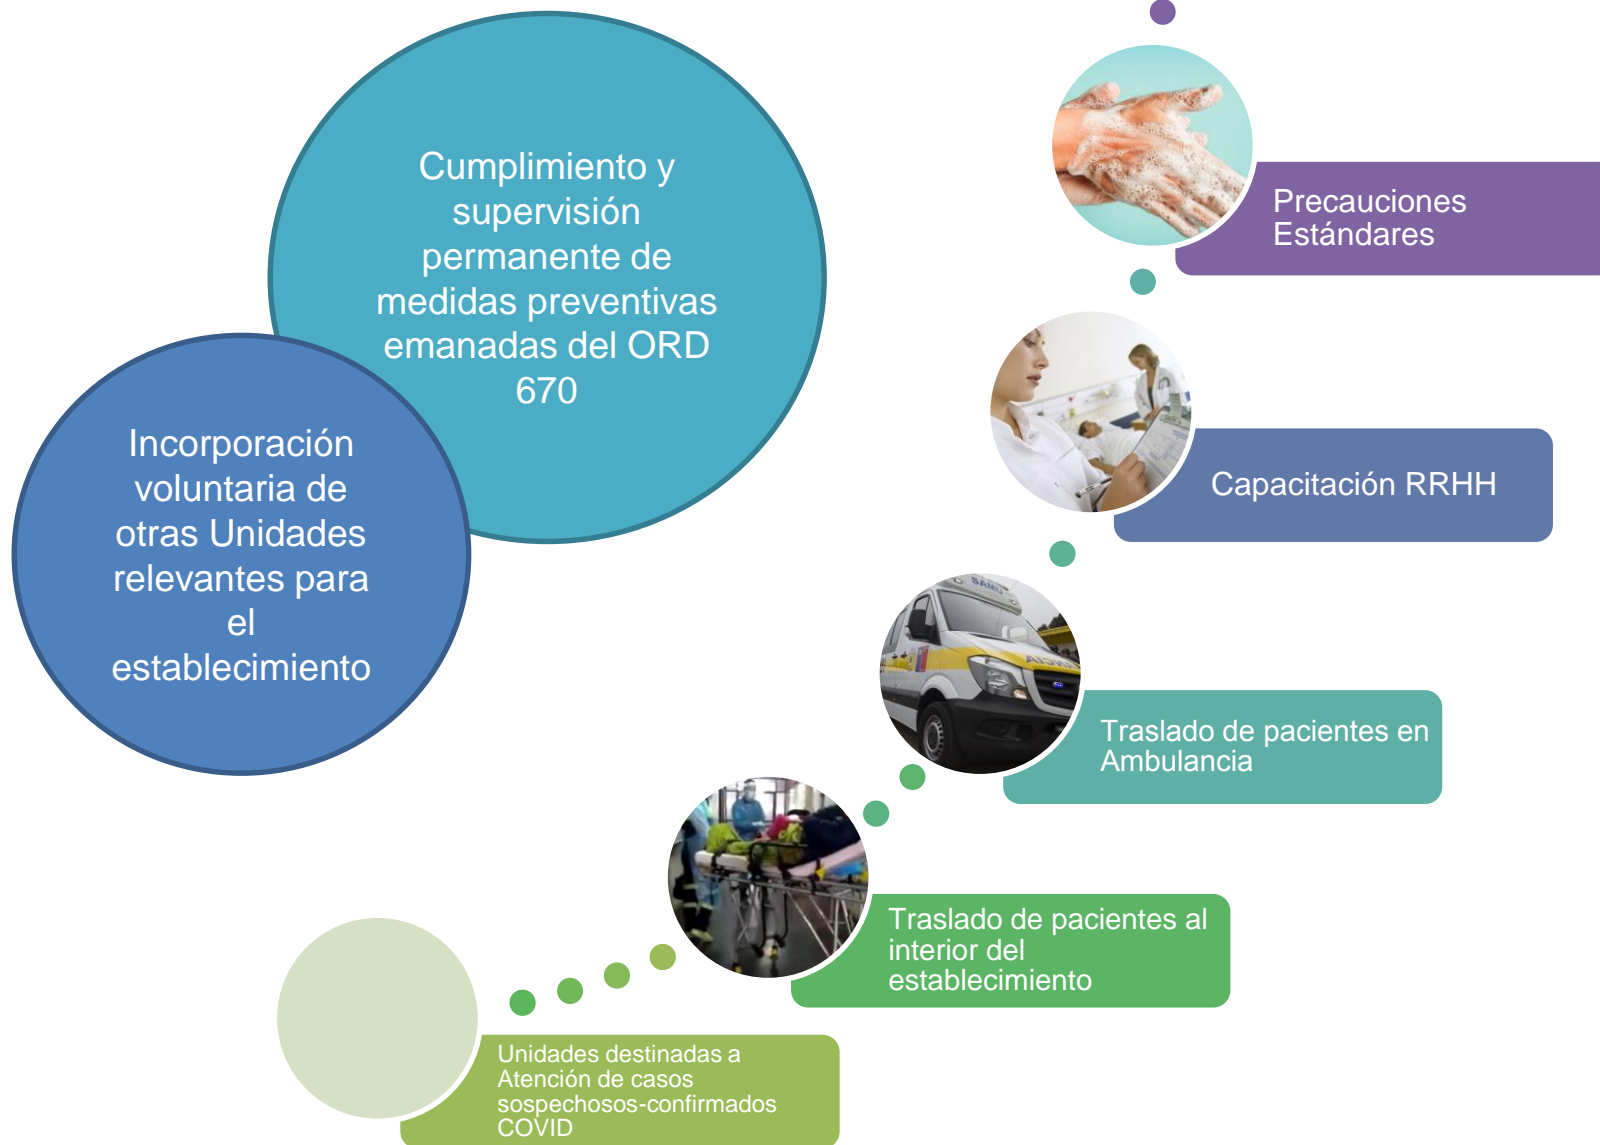 Cumplimiento y
supervisión
permanente de
medidas preventivas
emanadas del ORD
670
Incorporación
voluntaria de
otras Unidades
relevantes para
el
establecimiento
Precauciones
Estándares
Capacitación RRHH
SAMU
Traslado de pacientes en
Ambulancia
Traslado de pacientes al
interior del
establecimiento
Unidades destinadas a
Atención de casos
sospechosos-confirmados
COVID